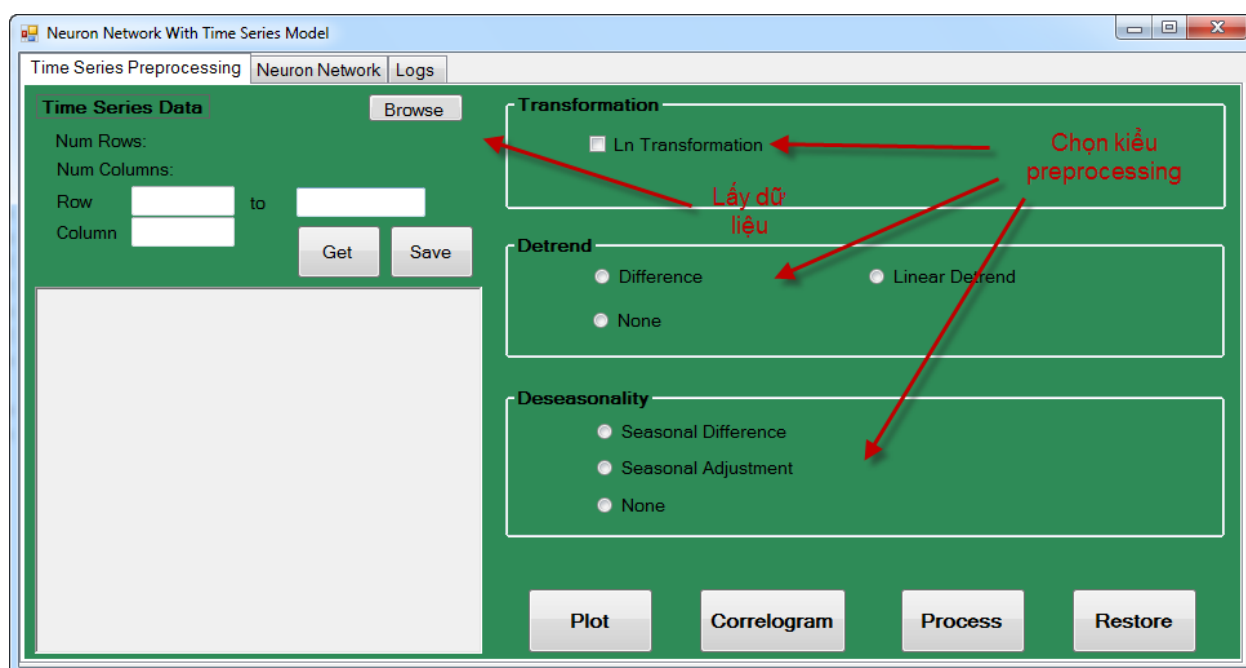 Neuron Network With Time Series Model
Time Series Preprocessing Neuron Network Logs
Time Series Data Browse
Num Rows:
Num Columns:
Row to
Column
Get Save
Transformation
Ln Transformation
Chọn kiểu
preprocessing
Lấy dữ
liệu
Detrend
Difference Linear Detrend
None
Deseasonality
Seasonal Difference
Seasonal Adjustment
None
Plot Correlogram Process Restore